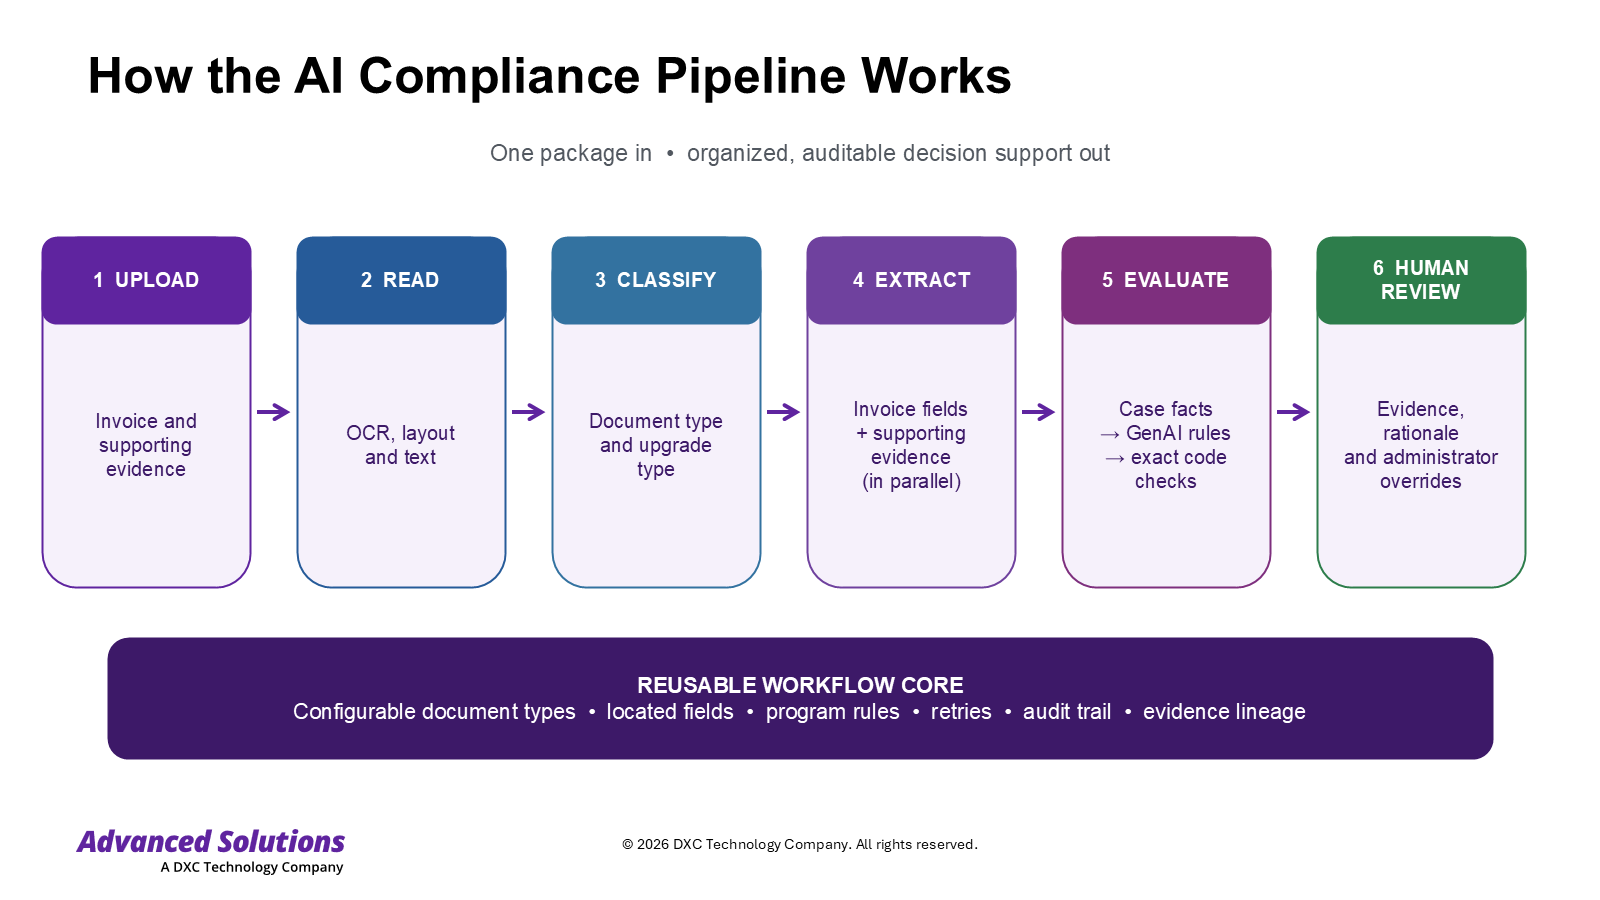 How the AI Compliance Pipeline Works
One package in • organized, auditable decision support out
1 UPLOAD
Invoice and
supporting
evidence
2 READ
OCR, layout
and text
3 CLASSIFY
Document type
and upgrade
type
4 EXTRACT
Invoice fields
+ supporting
evidence
(in parallel)
5 EVALUATE
Case facts
→ GenAI rules
→ exact code
checks
6 HUMAN
REVIEW
Evidence,
rationale
and administrator
overrides
REUSABLE WORKFLOW CORE
Configurable document types • located fields • program rules • retries • audit trail • evidence lineage
Advanced Solutions
A DXC Technology Company
© 2026 DXC Technology Company. All rights reserved.